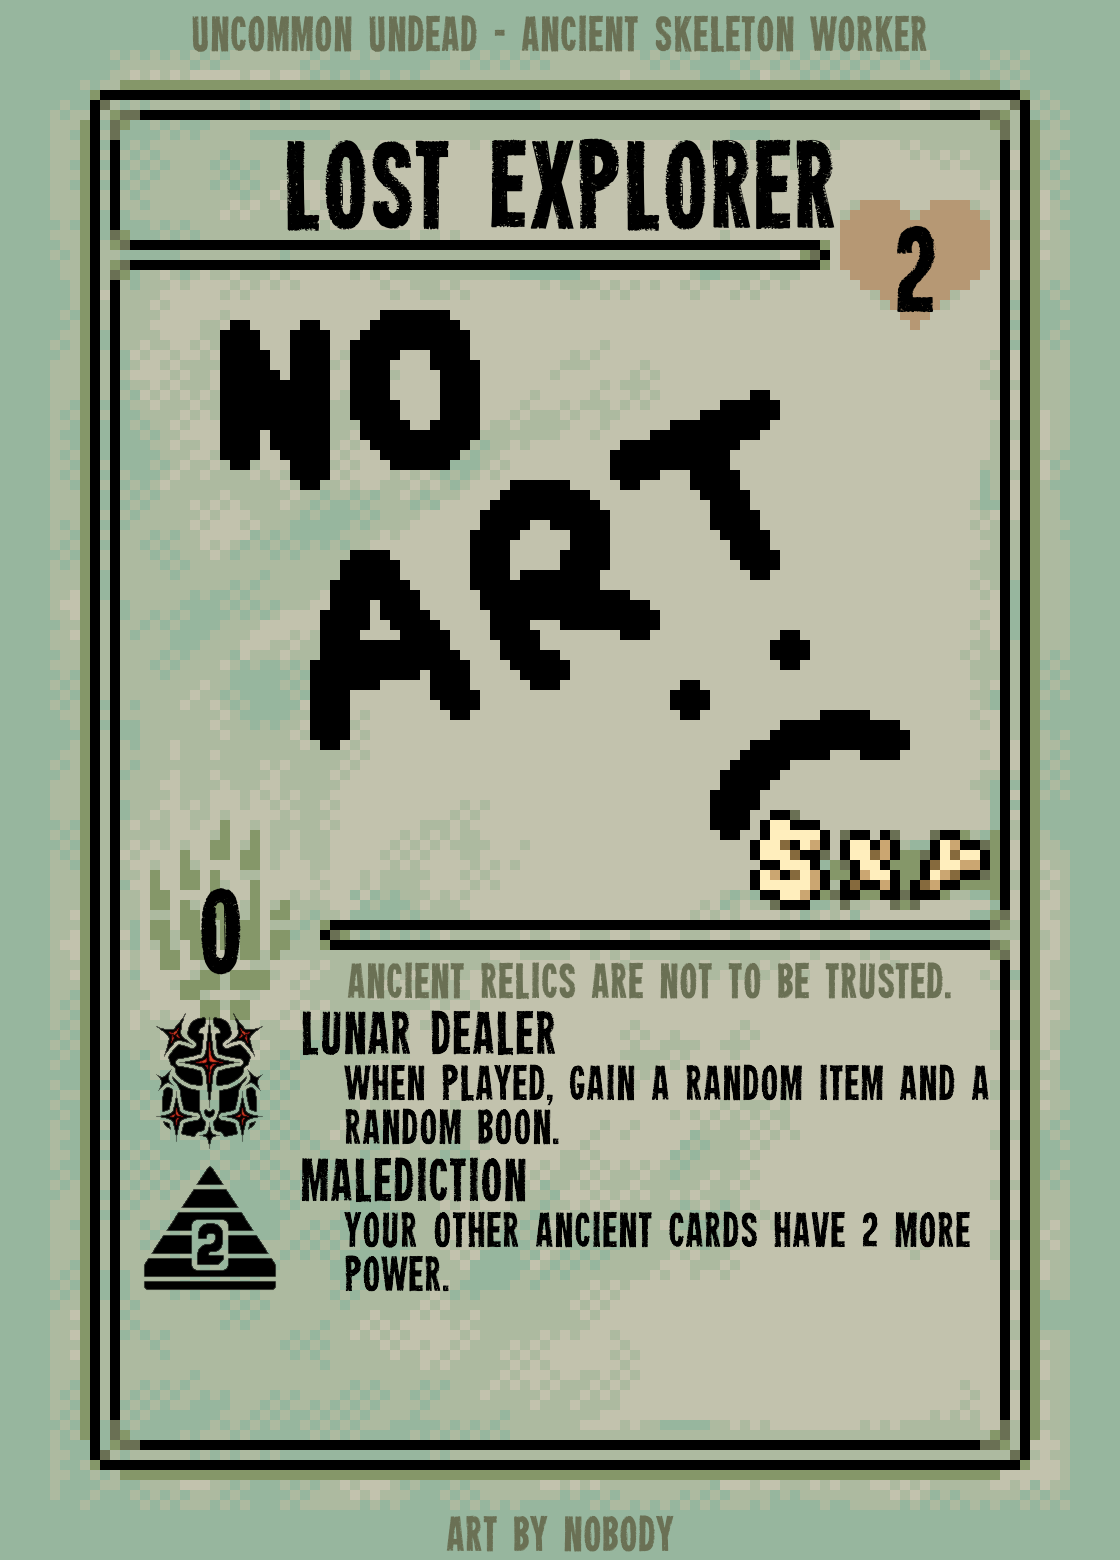 UNCOMMON UNDEAD - ANCIENT SKELETON WORKER
LOST EXPLORER
2
NO
ART
:(
SXP
0
ANCIENT RELICS ARE NOT TO BE TRUSTED.
LUNAR DEALER
WHEN PLAYED, GAIN A RANDOM ITEM AND A
RANDOM BOON.
MALEDICTION
2
YOUR OTHER ANCIENT CARDS HAVE 2 MORE
POWER.
ART BY NOBODY